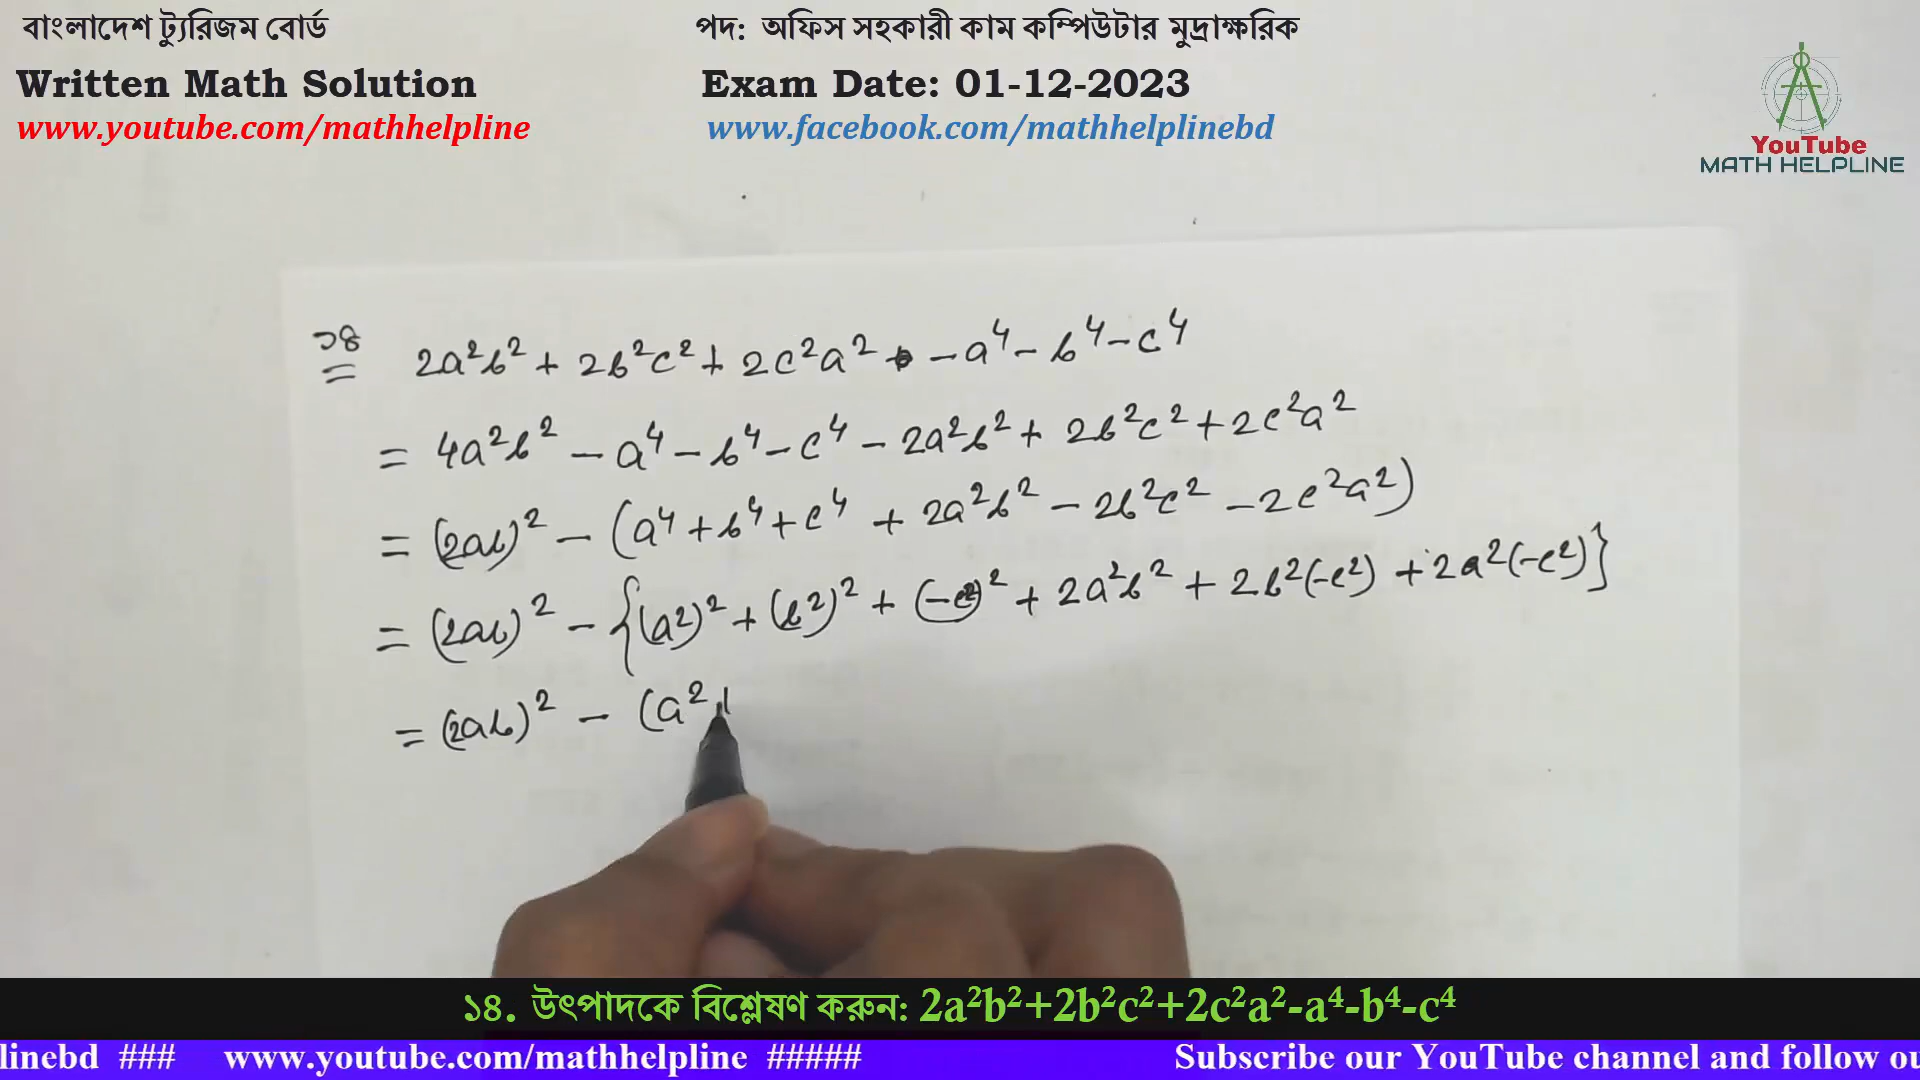 বাংলাদেশ ট্যুরিজম বোর্ড
পদ: অফিস সহকারী কাম কম্পিউটার মুদ্রাক্ষরিক
Written Math Solution
Exam Date: 01-12-2023
www.youtube.com/mathhelpline
www.facebook.com/mathhelplinebd
YouTube
MATH HELPLINE
১৪
2a²b² + 2b²c² + 2c²a² - a⁴ - b⁴ - c⁴
= 4a²b² - a⁴ - b⁴ - c⁴ - 2a²b² + 2b²c² + 2c²a²
= (2ab)² - (a⁴ + b⁴ + c⁴ + 2a²b² - 2b²c² - 2c²a²)
= (2ab)² - {(a²)² + (b²)² + (-c²)² + 2a²b² + 2b²(-c²) + 2a²(-c²)}
= (2ab)² - (a²
১৪. উৎপাদকে বিশ্লেষণ করুন: 2a²b²+2b²c²+2c²a²-a⁴-b⁴-c⁴
linebd ### www.youtube.com/mathhelpline ##### Subscribe our YouTube channel and follow ou